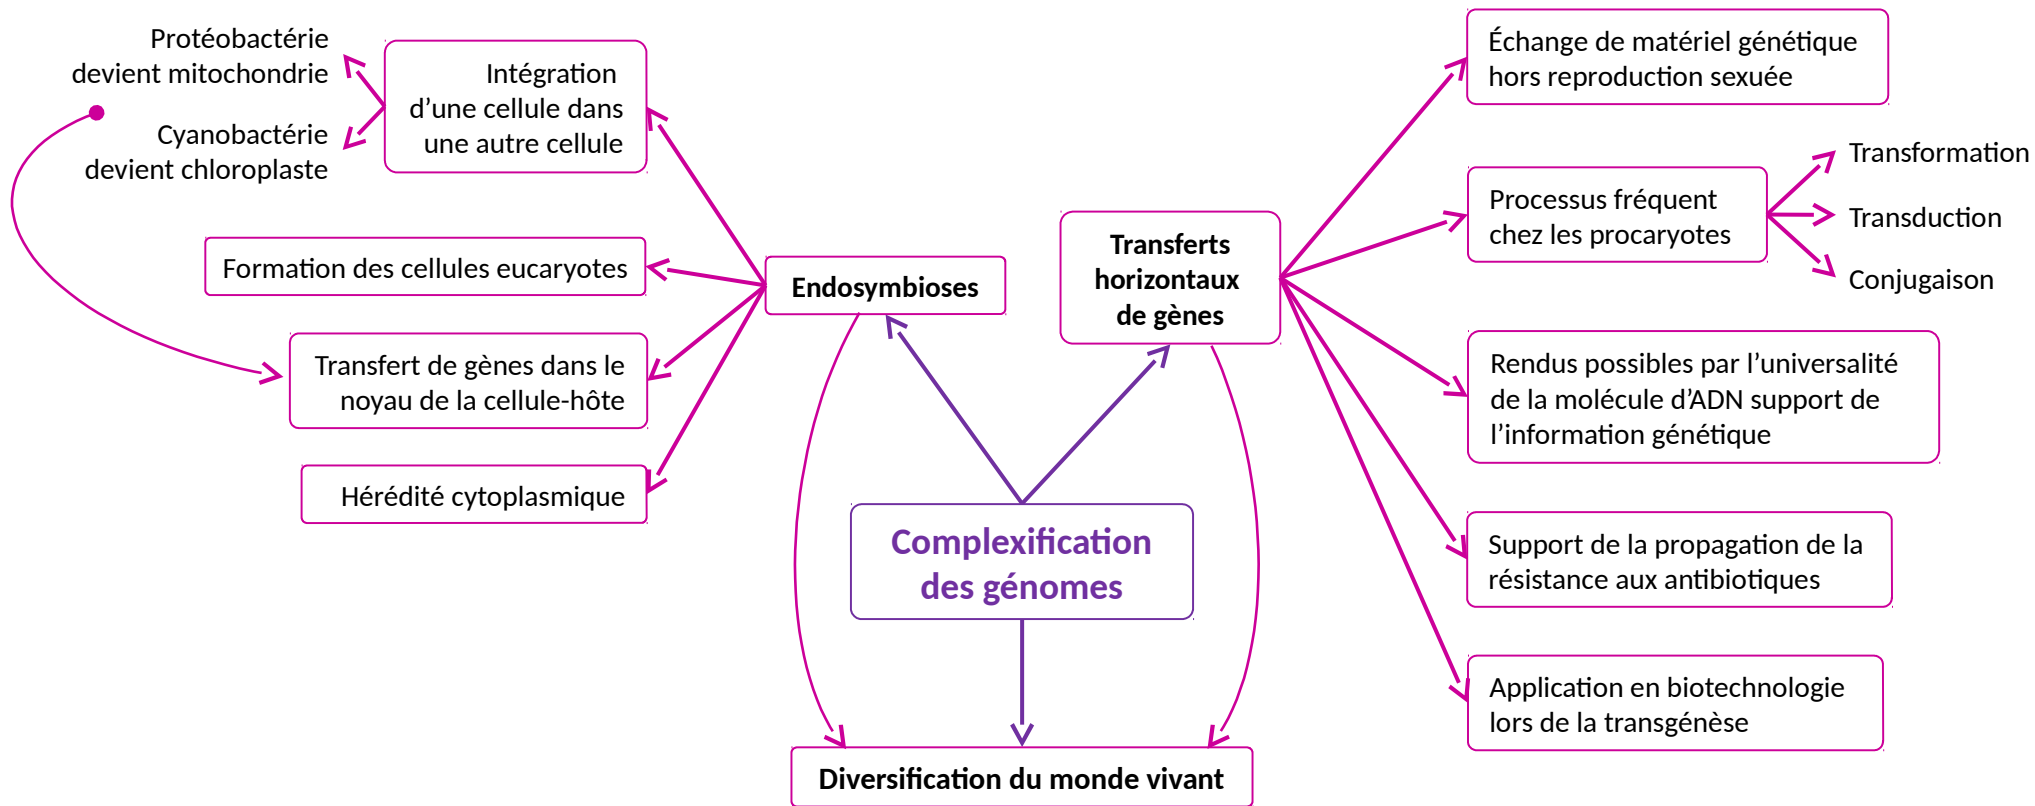 Protéobactérie
devient mitochondrie
Cyanobactérie
devient chloroplaste
Intégration
d’une cellule dans
une autre cellule
Formation des cellules eucaryotes
Transfert de gènes dans le
noyau de la cellule-hôte
Hérédité cytoplasmique
Endosymbioses
Transferts
horizontaux
de gènes
Complexification
des génomes
Diversification du monde vivant
Échange de matériel génétique
hors reproduction sexuée
Processus fréquent
chez les procaryotes
Transformation
Transduction
Conjugaison
Rendus possibles par l’universalité
de la molécule d’ADN support de
l’information génétique
Support de la propagation de la
résistance aux antibiotiques
Application en biotechnologie
lors de la transgénèse